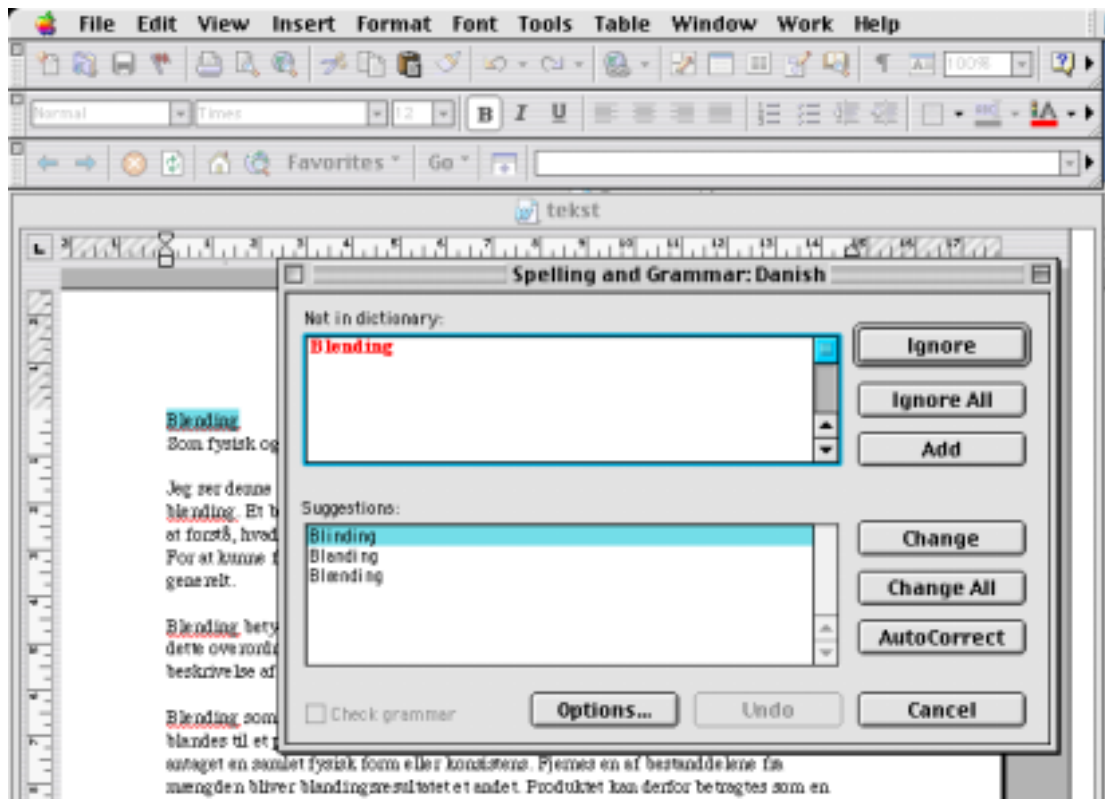 File Edit View Insert Format Font Tools Table Window Work Help
100%
Normal Times 12 B I U A
Favorites Go
tekst
Spelling and Grammar: Danish
Not in dictionary:
Blending
Ignore
Ignore All
Add
Suggestions:
Blinding
Blanding
Blænding
Change
Change All
AutoCorrect
Check grammar
Options...
Undo
Cancel
Blending
Som fysisk og
Jeg ser denne
blending. Et
at forstå, hvad
For at kunne
generelt.
Blending
dette
beskrivelse af
Blending som
blandes til et
antaget en samlet fysisk form eller konsistens. Fjernes en af bestanddelene fra
mængden bliver blandingsresultatet et andet. Produktet kan derfor betragtes som en